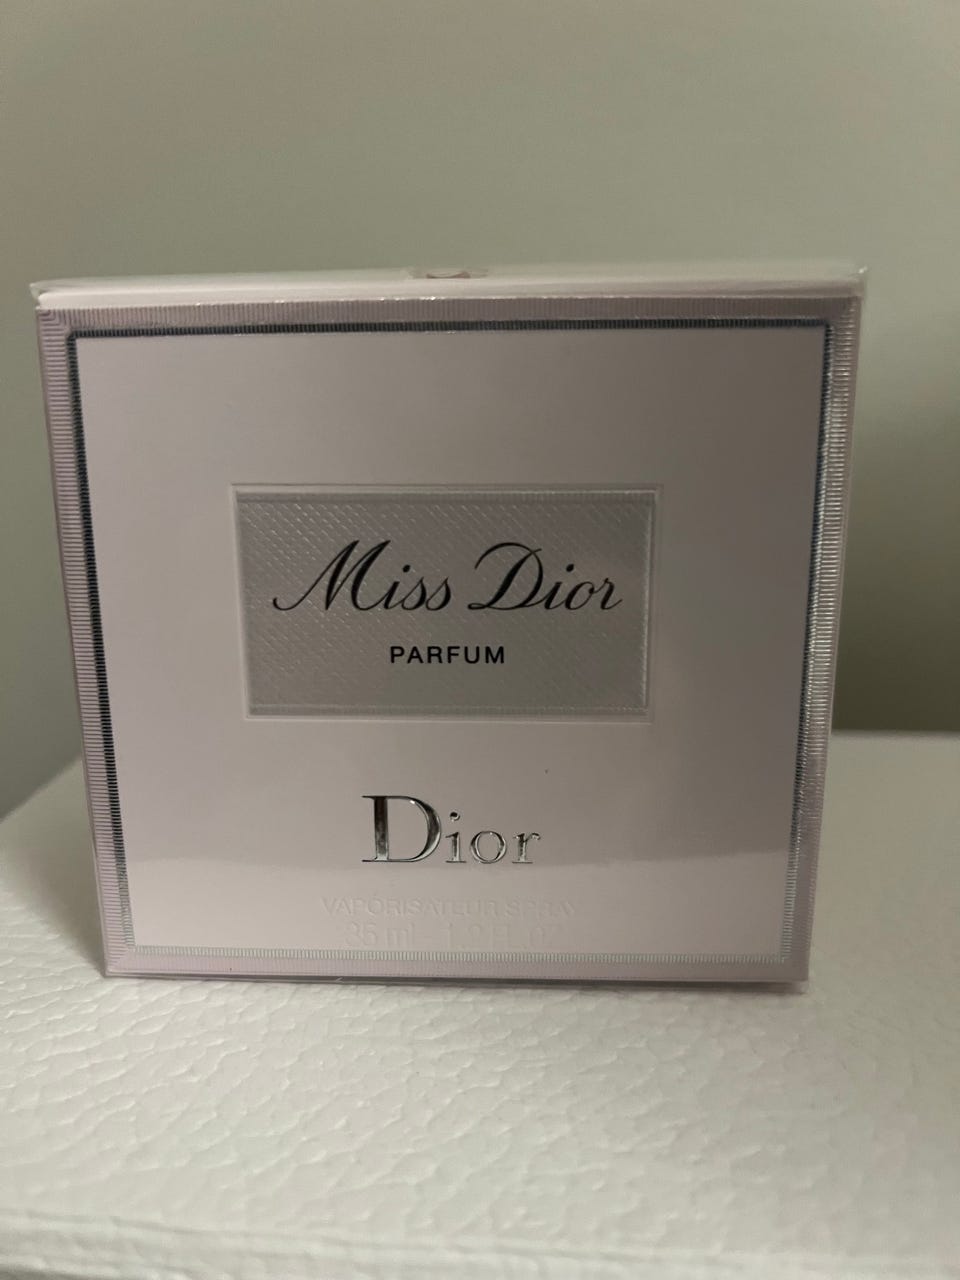 Miss Dior
PARFUM
Dior
VAPORISATEUR SPRAY
35 ml - 1.2 FL.OZ